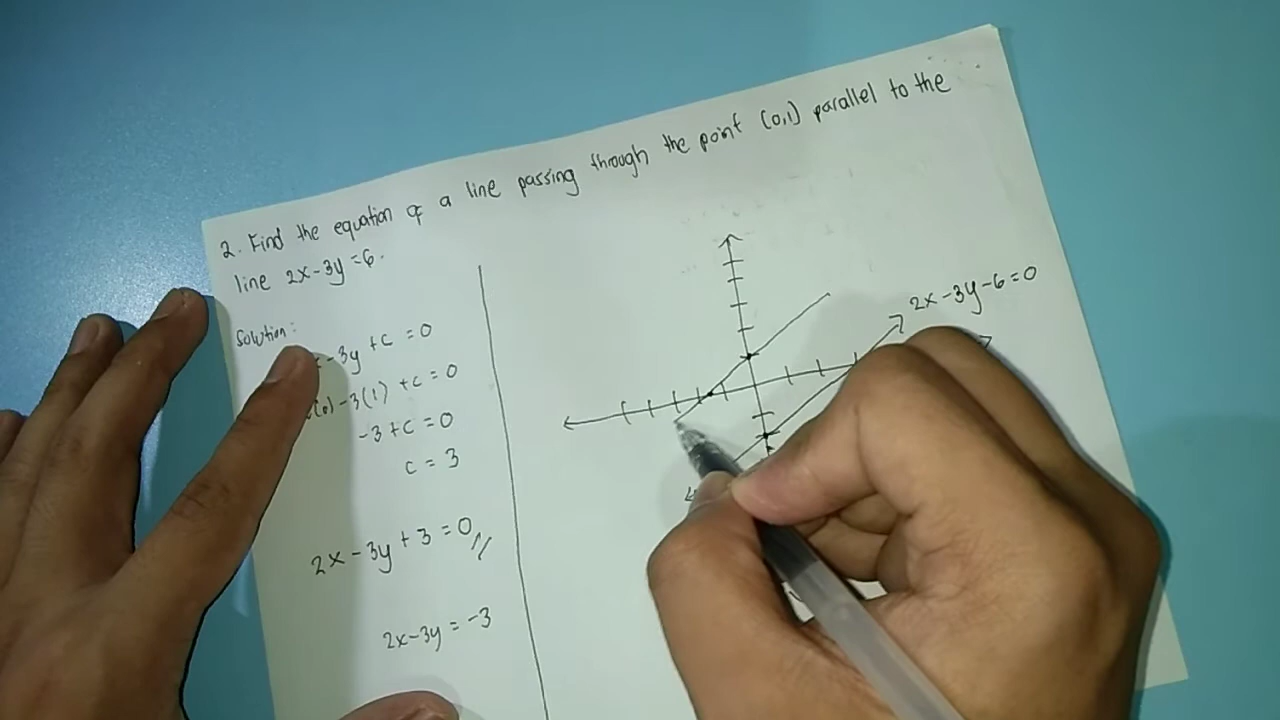 2. Find the equation of a line passing through the point (0,1) parallel to the
line 2x-3y=6.
Solution:
-3y + c = 0
(0) -3(1) + c = 0
-3 + c = 0
c = 3
2x - 3y + 3 = 0 //
2x-3y = -3
2x-3y-6=0